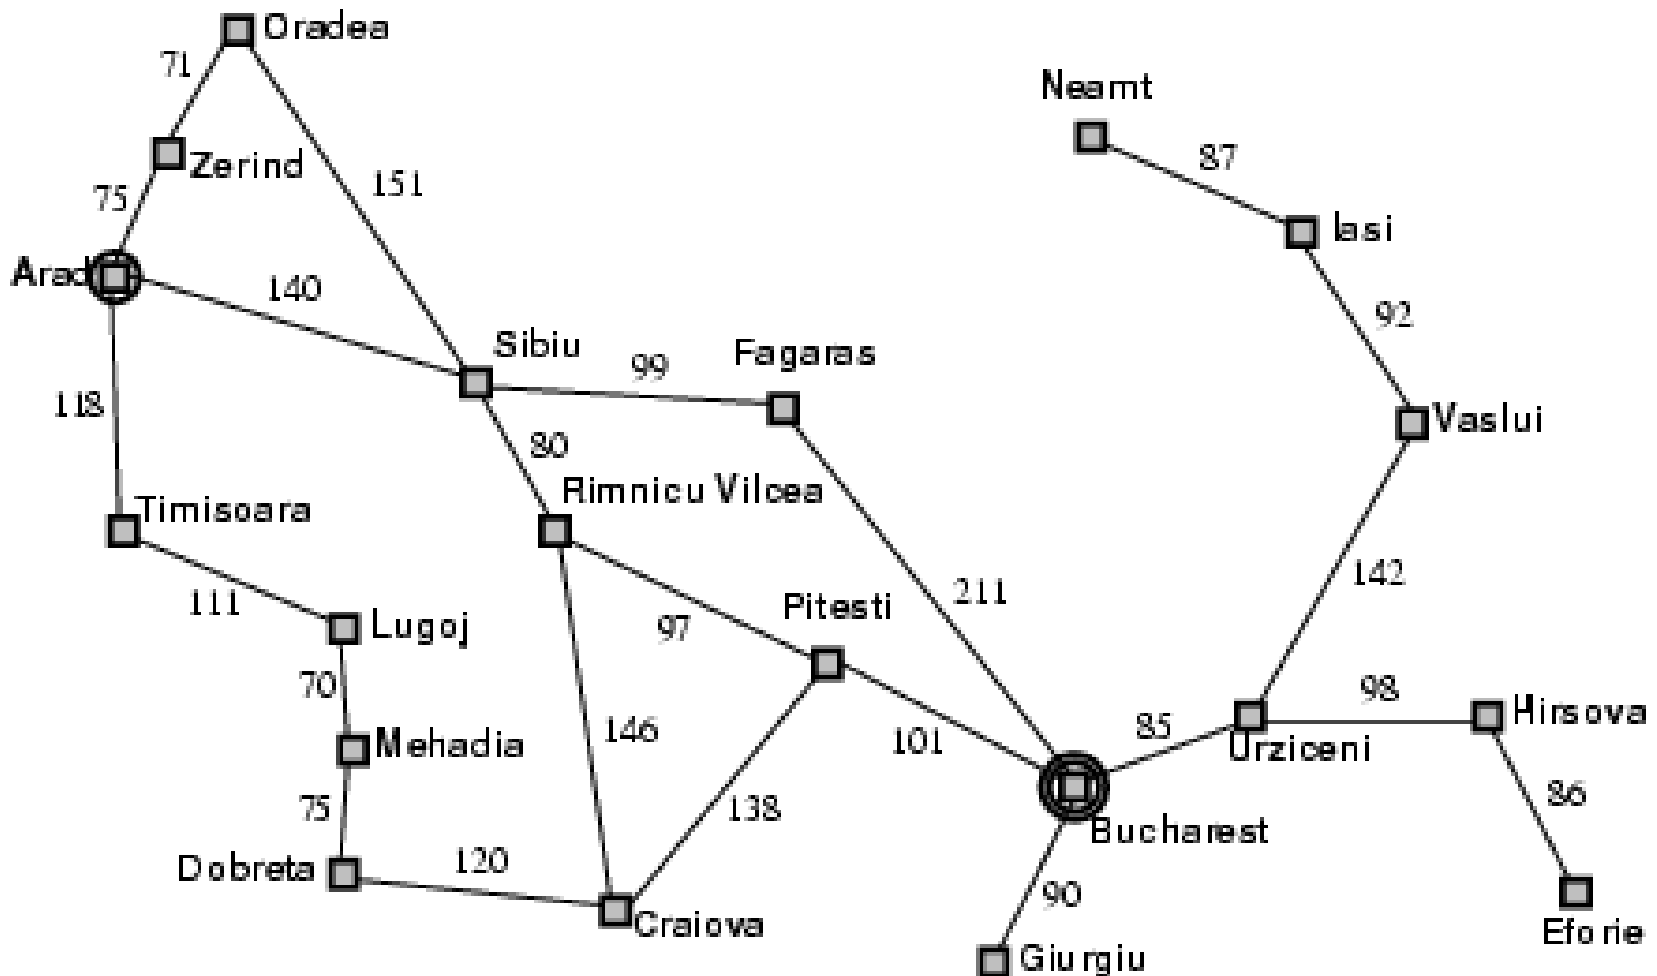 Oradea
71
Neamt
Zerind
87
151
75
Iasi
Arad
140
92
Sibiu
Fagaras
99
118
Vaslui
80
Rimnicu Vilcea
Timisoara
142
211
111
Pitesti
97
Lugoj
70
98
Hirsova
146
85
Mehadia
101
Urziceni
86
75
138
Bucharest
Dobreta
120
90
Craiova
Eforie
Giurgiu